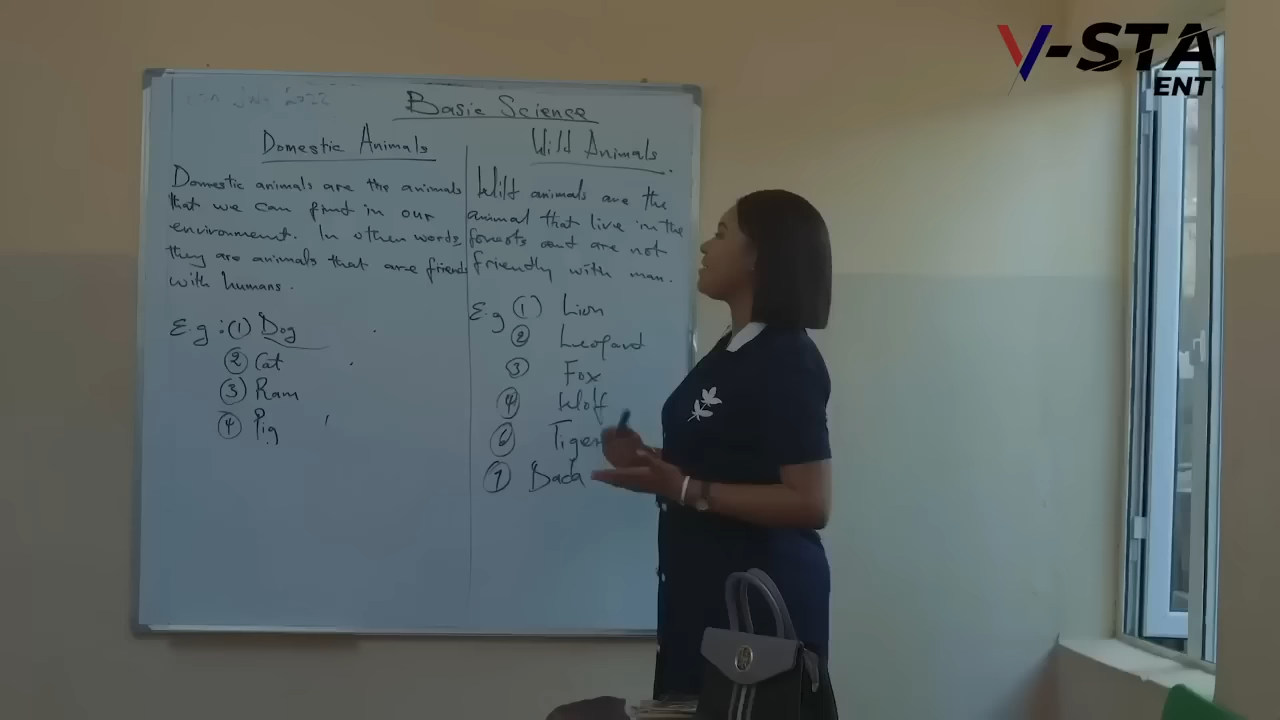 V-STA
ENT
Basic Science
Domestic Animals
Domestic animals are the animals
that we can find in our
environment. In other words,
they are animals that are friends
with humans.
E.g: (1) Dog
(2) Cat
(3) Ram
(4) Pig
Wild Animals.
Wild animals are the
animal that live in the
forests and are not
friendly with man.
E.g (1) Lion
(2) Leopard
(3) Fox
(4) Wolf
(6) Tiger
(7)